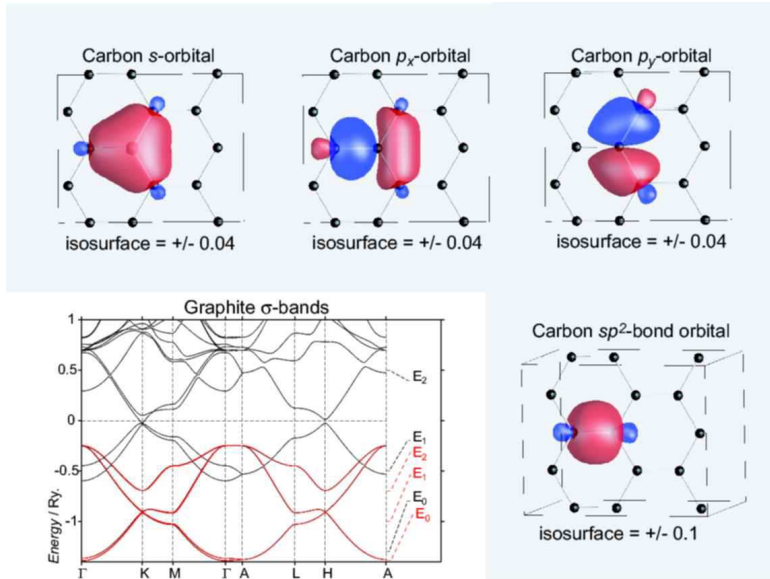 Carbon s-orbital
Carbon pₓ-orbital
Carbon p_y-orbital
isosurface = +/- 0.04
isosurface = +/- 0.04
isosurface = +/- 0.04
Graphite σ-bands
1
0.5
0
-0.5
-1
Energy / Ry.
Γ K M Γ A L H A
E₂
E₁
E₂
E₁
E₀
E₀
Carbon sp²-bond orbital
isosurface = +/- 0.1